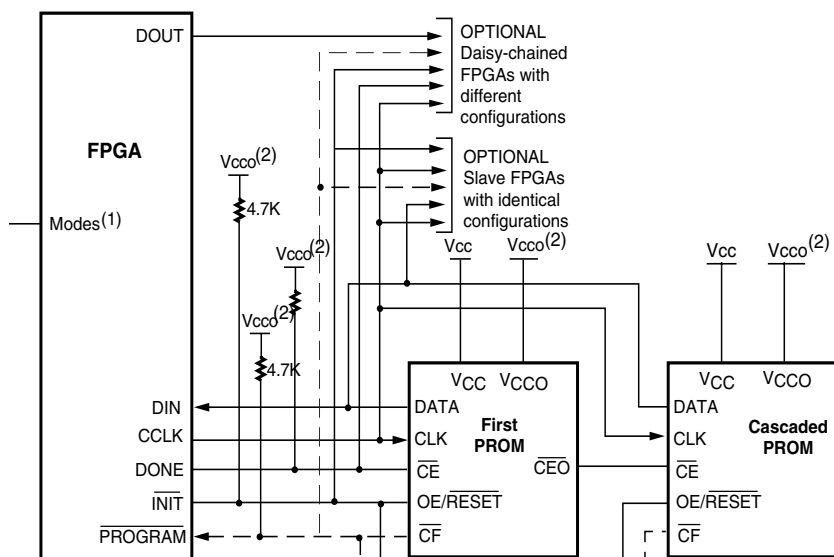 DOUT
OPTIONAL
Daisy-chained
FPGAs with
different
configurations
FPGA
Vcco(2)
4.7K
OPTIONAL
Slave FPGAs
with identical
configurations
Modes(1)
Vcco(2)
Vcc
Vcco(2)
Vcc
Vcco(2)
Vcco(2)
4.7K
VCC
VCCO
VCC
VCCO
DIN
DATA
First
PROM
DATA
CCLK
CLK
CLK
Cascaded
PROM
DONE
CE
CEO
CE
INIT
OE/RESET
OE/RESET
PROGRAM
CF
CF